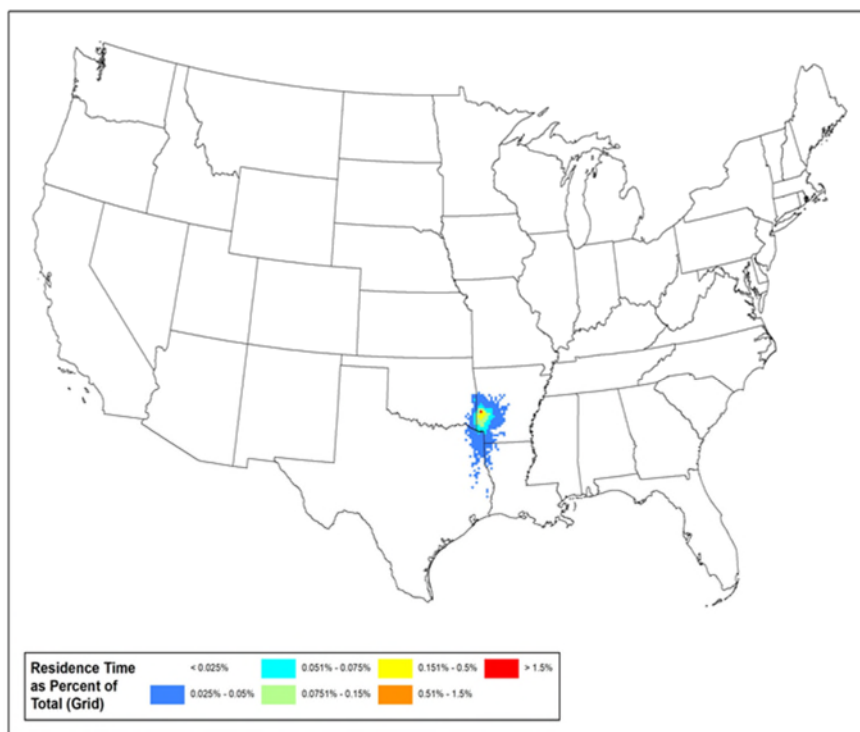 Residence Time
as Percent of
Total (Grid)
< 0.025%
0.051% - 0.075%
0.151% - 0.5%
> 1.5%
0.025% - 0.05%
0.0751% - 0.15%
0.51% - 1.5%